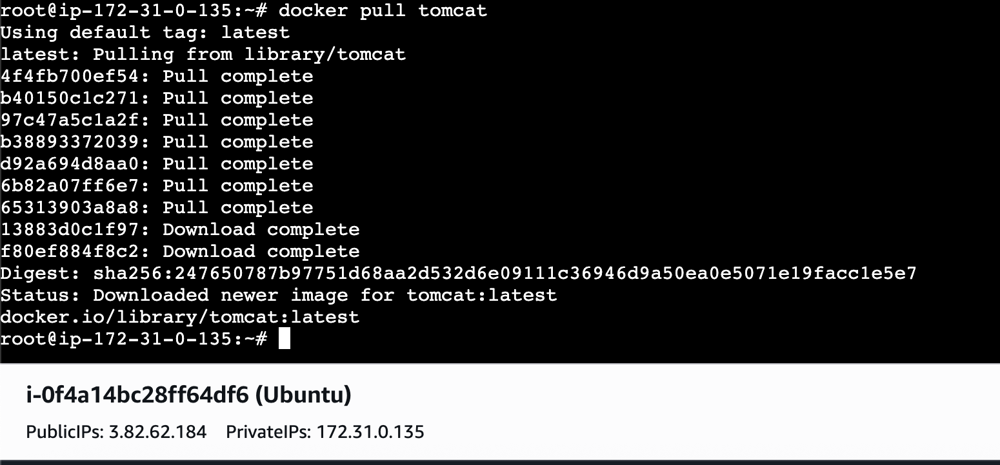 root@ip-172-31-0-135:~# docker pull tomcat
Using default tag: latest
latest: Pulling from library/tomcat
4f4fb700ef54: Pull complete
b40150c1c271: Pull complete
97c47a5c1a2f: Pull complete
b38893372039: Pull complete
d92a694d8aa0: Pull complete
6b82a07ff6e7: Pull complete
65313903a8a8: Pull complete
13883d0c1f97: Download complete
f80ef884f8c2: Download complete
Digest: sha256:247650787b97751d68aa2d532d6e09111c36946d9a50ea0e5071e19facc1e5e7
Status: Downloaded newer image for tomcat:latest
docker.io/library/tomcat:latest
root@ip-172-31-0-135:~#
i-0f4a14bc28ff64df6 (Ubuntu)
PublicIPs: 3.82.62.184 PrivateIPs: 172.31.0.135